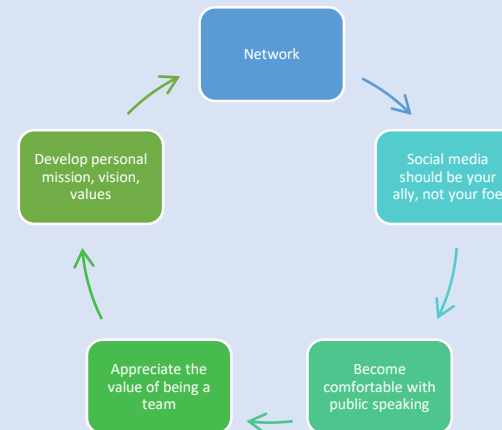 Network
Social media
should be your
ally, not your foe
Become
comfortable with
public speaking
Appreciate the
value of being a
team
Develop personal
mission, vision,
values